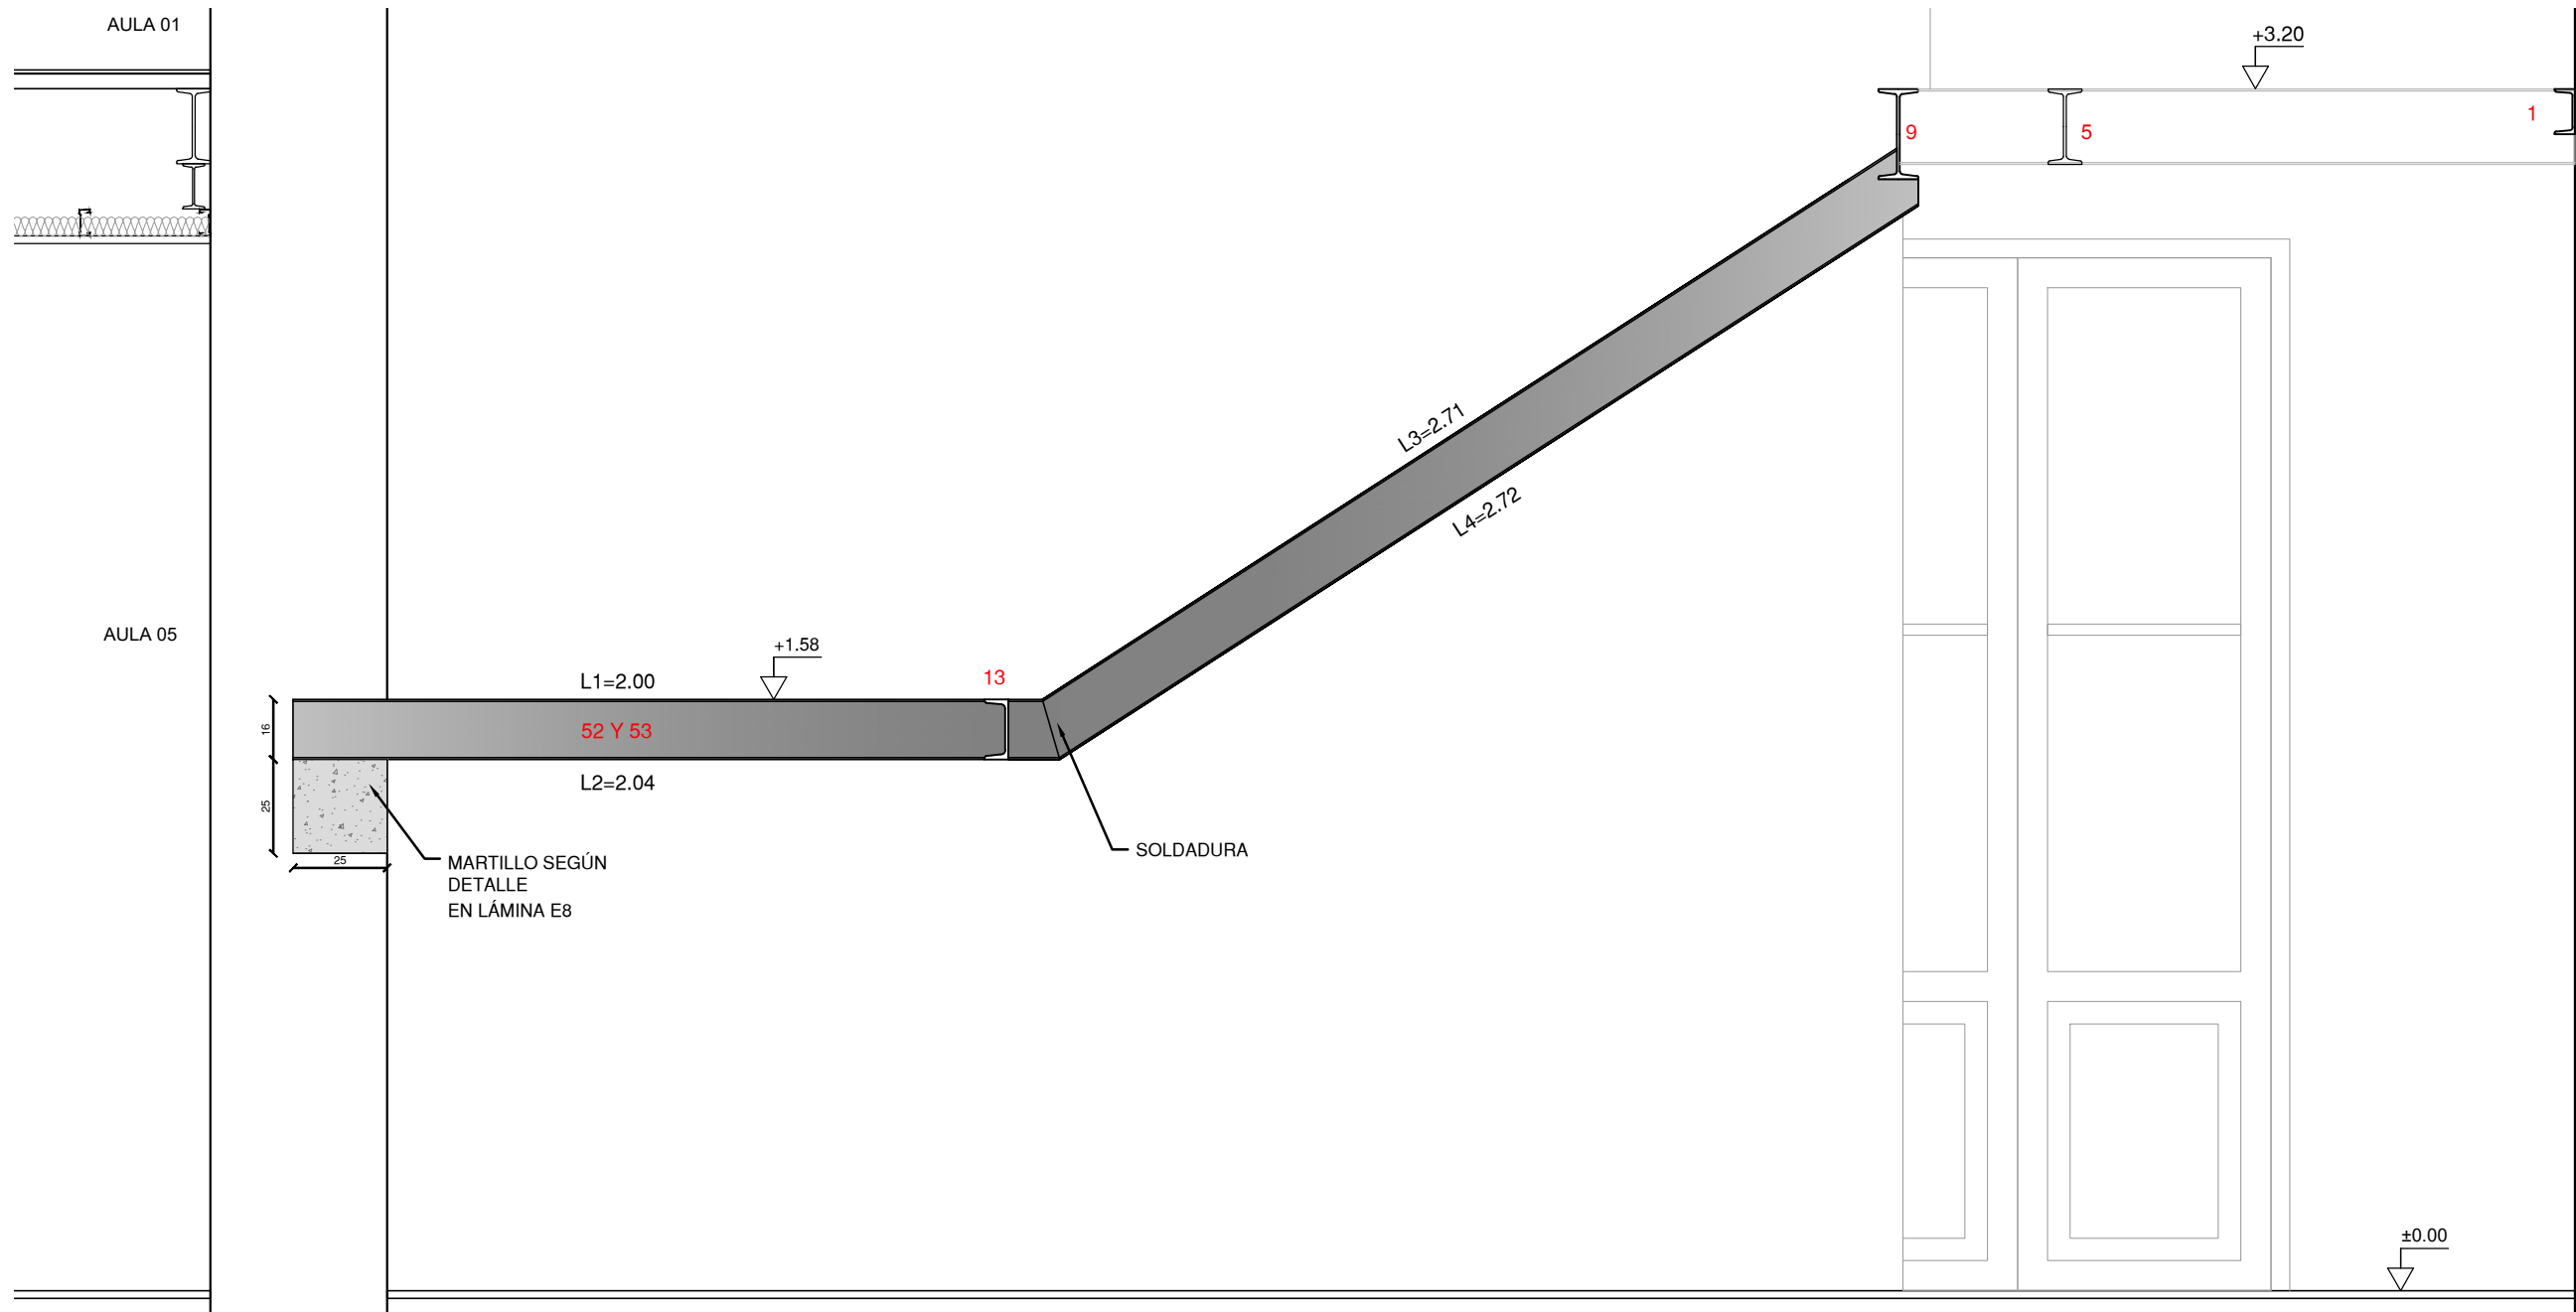 AULA 01
+3.20
9
5
1
L3=2.71
L4=2.72
AULA 05
+1.58
13
L1=2.00
52 Y 53
16
L2=2.04
25
25
MARTILLO SEGÚN
DETALLE
EN LÁMINA E8
SOLDADURA
±0.00